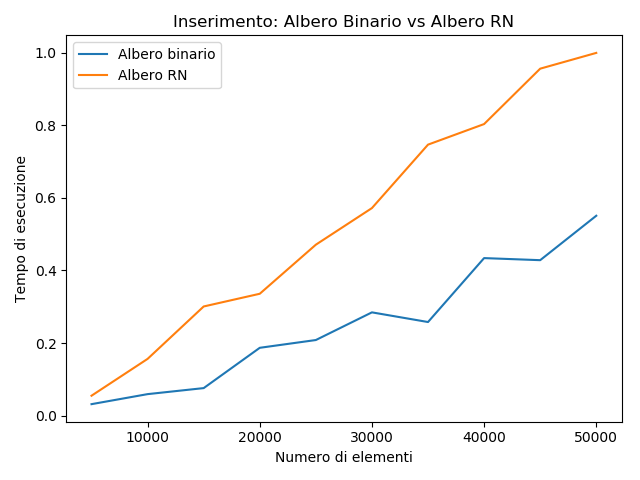 Inserimento: Albero Binario vs Albero RN
Albero binario
Albero RN
1.0
0.8
0.6
0.4
0.2
0.0
Tempo di esecuzione
10000 20000 30000 40000 50000
Numero di elementi